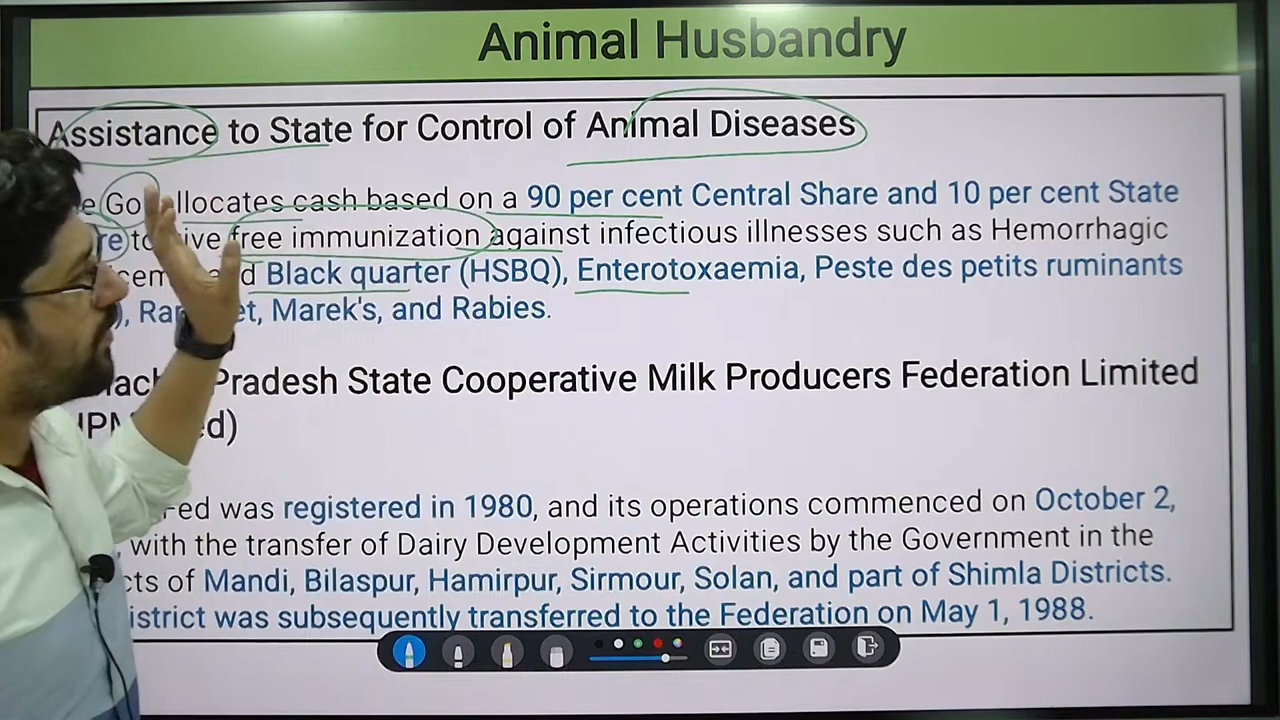 Animal Husbandry
Assistance to State for Control of Animal Diseases
allocates cash based on a 90 per cent Central Share and 10 per cent State
free immunization against infectious illnesses such as Hemorrhagic
Black quarter (HSBQ), Enterotoxaemia, Peste des petits ruminants
Marek's, and Rabies.
Pradesh State Cooperative Milk Producers Federation Limited
was registered in 1980, and its operations commenced on October 2,
with the transfer of Dairy Development Activities by the Government in the
of Mandi, Bilaspur, Hamirpur, Sirmour, Solan, and part of Shimla Districts.
was subsequently transferred to the Federation on May 1, 1988.